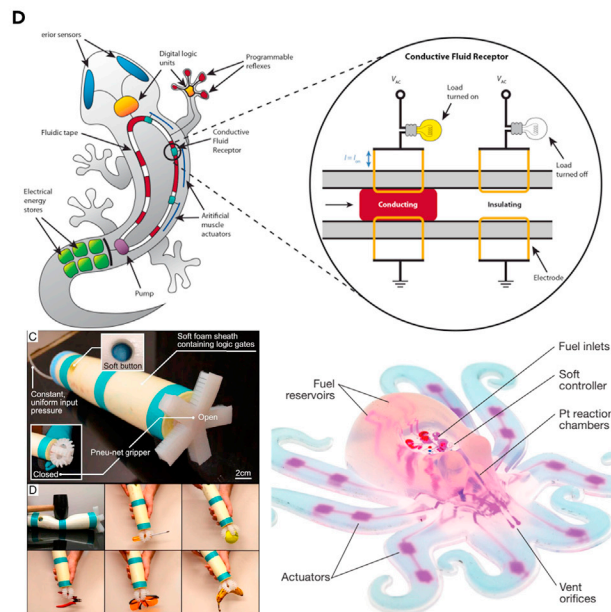 D
erior sensors
Digital logic
units
Programmable
reflexes
Fluidic tape
Conductive
Fluid
Receptor
Electrical
energy
stores
Aritificial
muscle
actuators
Pump
Conductive Fluid Receptor
V_AC
V_AC
Load
turned on
Load
turned off
Conducting
Insulating
Electrode
C
Soft foam sheath
containing logic gates
Soft button
Constant,
uniform input
pressure
Open
Pneu-net gripper
Closed
2cm
D
Fuel inlets
Soft
controller
Fuel
reservoirs
Pt reaction
chambers
Actuators
Vent
orifices